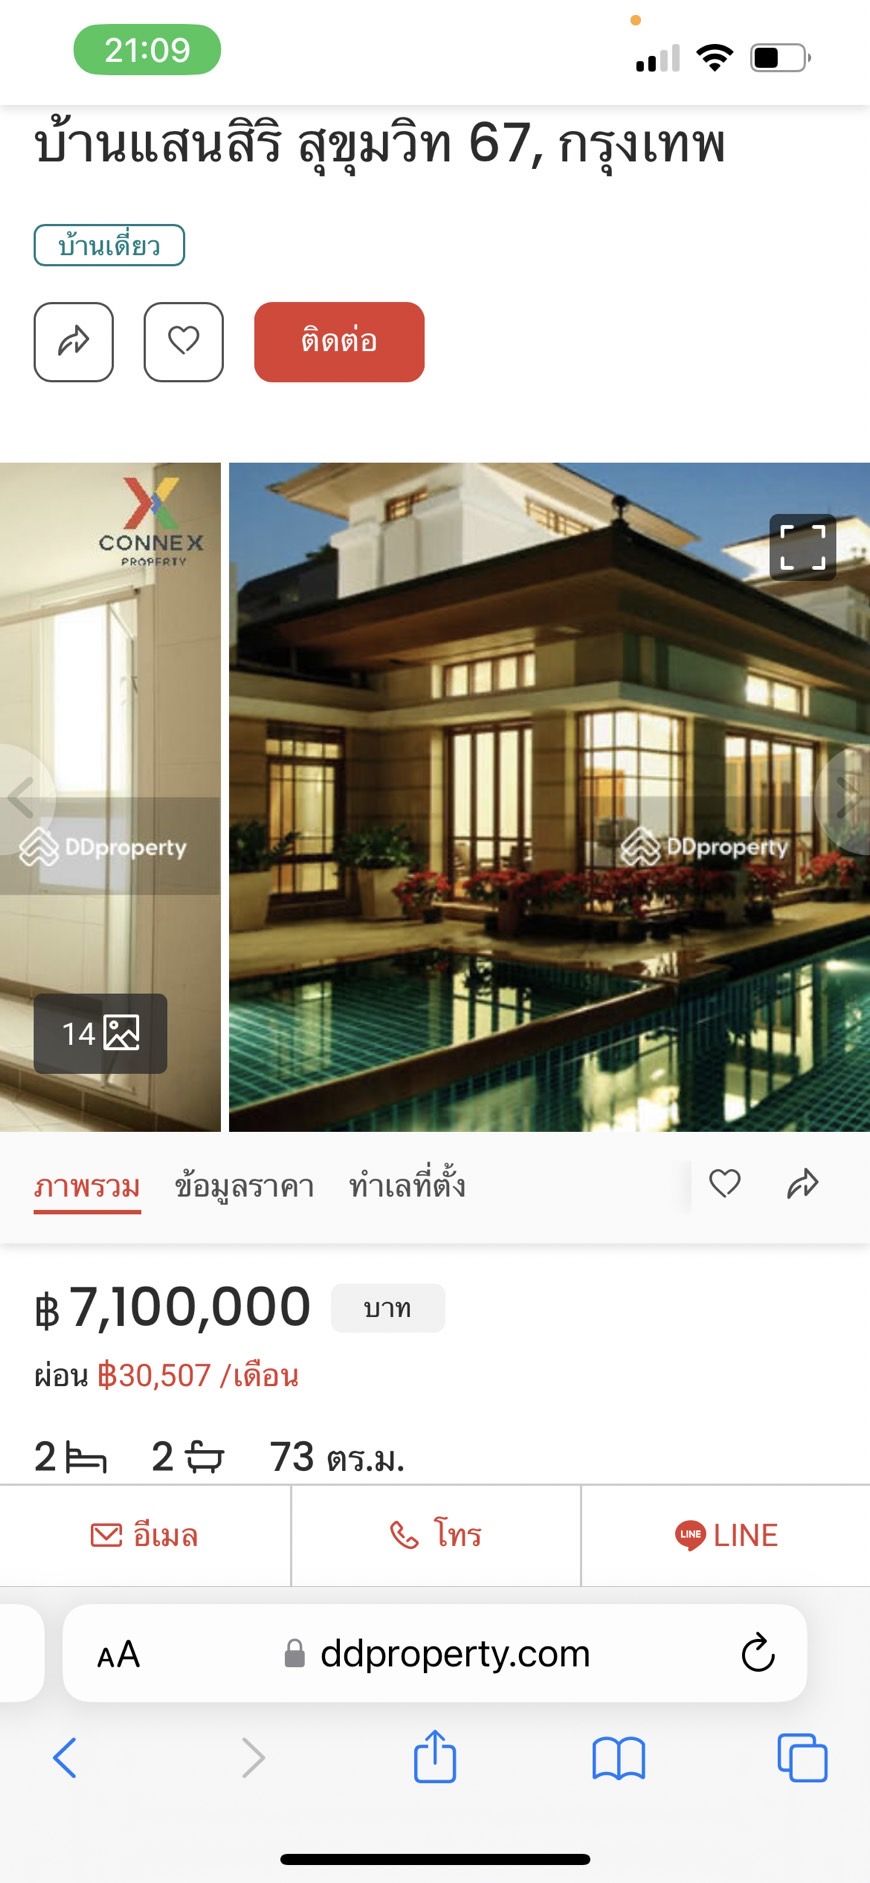 21:09
บ้านแสนสิริ สุขุมวิท 67, กรุงเทพ
บ้านเดี่ยว
ติดต่อ
CONNEX
PROPERTY
DDproperty
DDproperty
14
ภาพรวม ข้อมูลราคา ทำเลที่ตั้ง
฿ 7,100,000 บาท
ผ่อน ฿30,507 /เดือน
2 2 73 ตร.ม.
อีเมล โทร LINE LINE
AA ddproperty.com